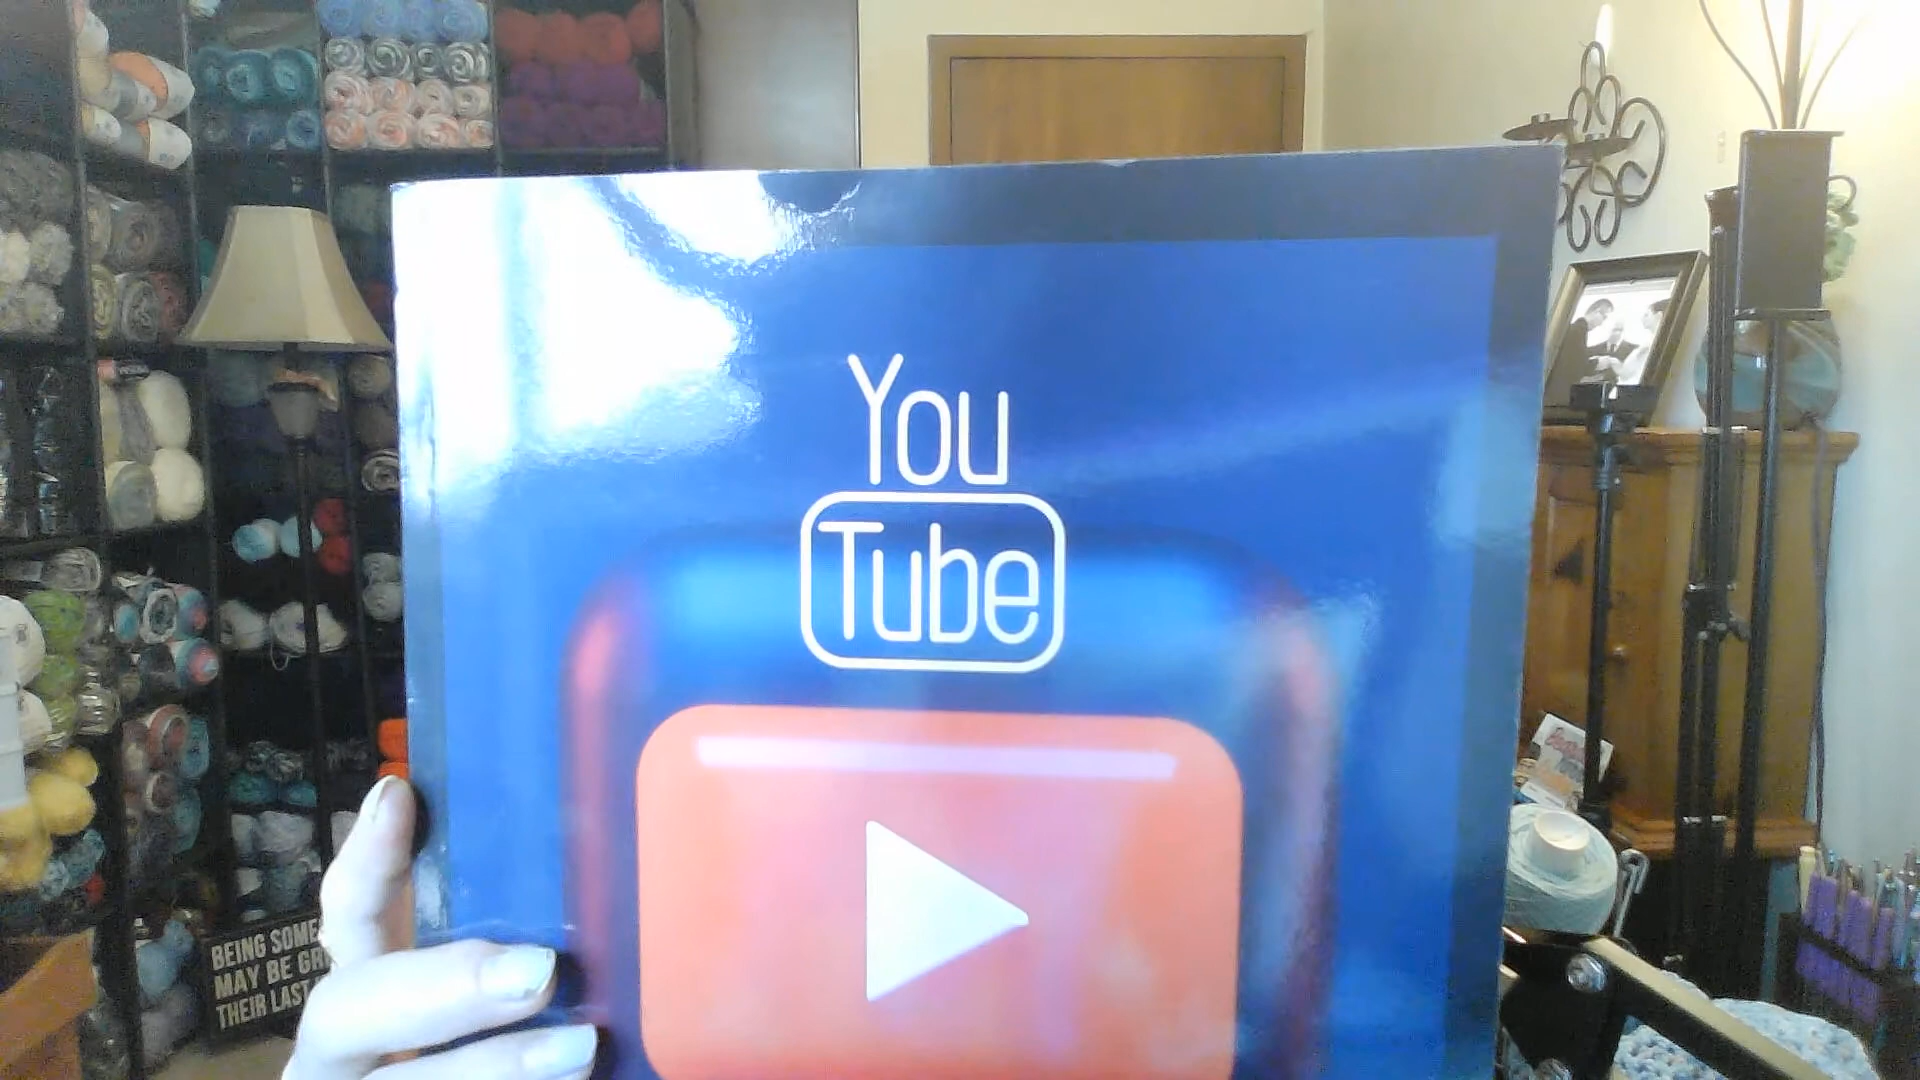 You
Tube
BEING SOME
MAY BE GR
THEIR LAST